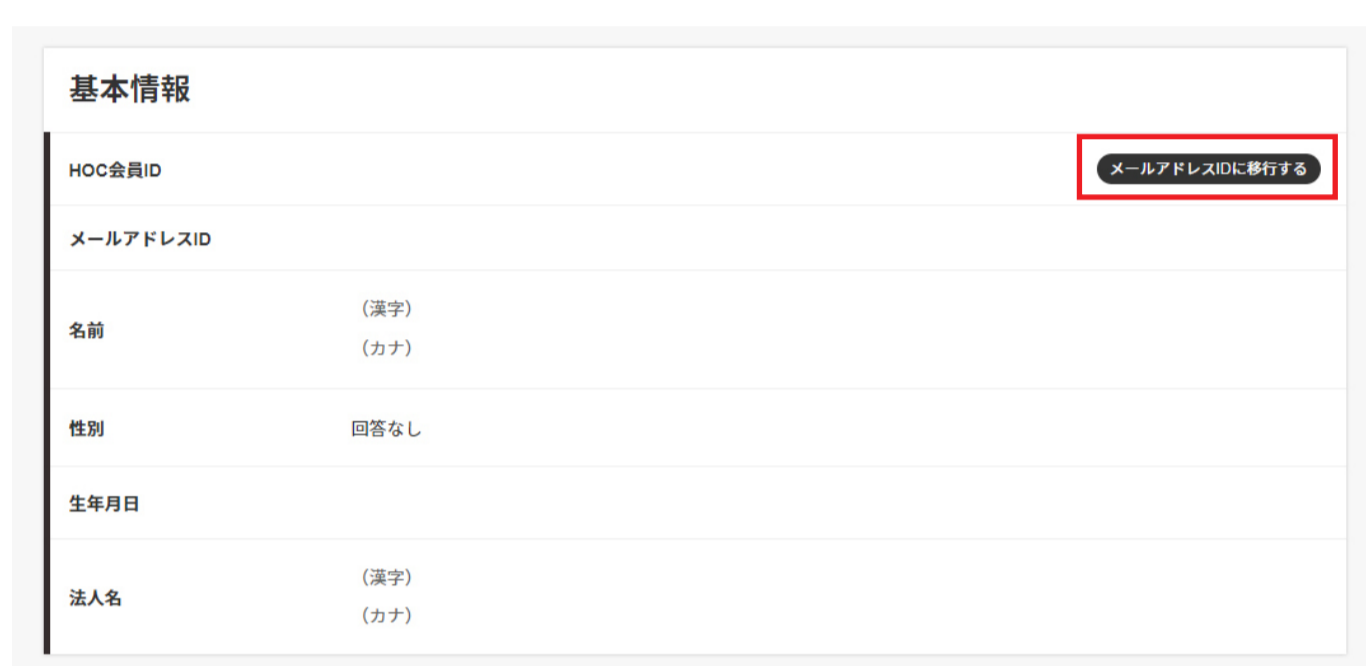 基本情報
HOC会員ID メールアドレスIDに移行する
メールアドレスID
名前 （漢字）
（カナ）
性別 回答なし
生年月日
法人名 （漢字）
（カナ）